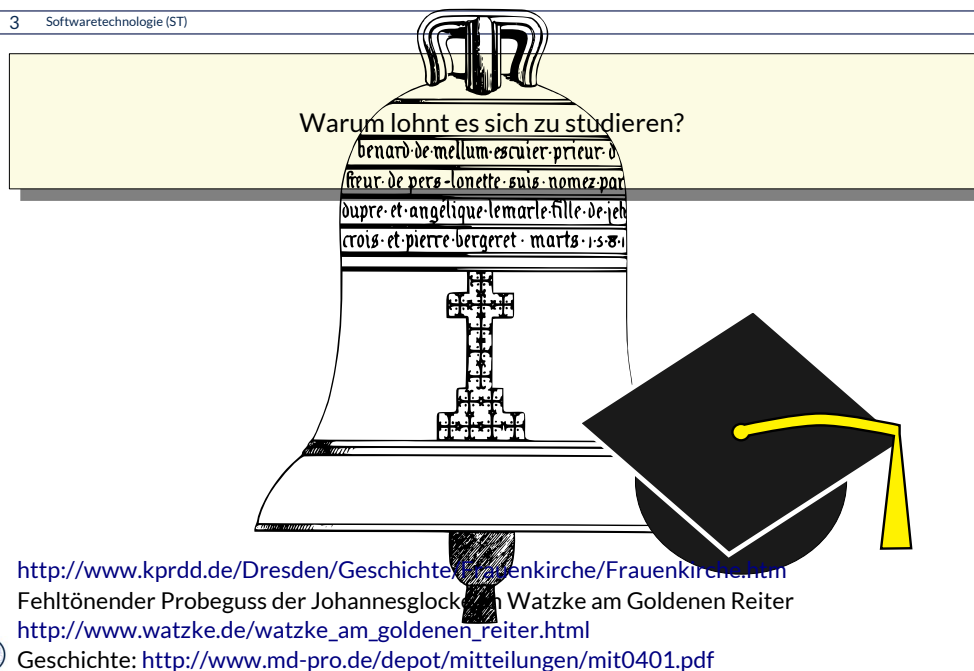 3 Softwaretechnologie (ST)
Warum lohnt es sich zu studieren?
benard·de·mellum·escuier·prieur·d
freur·de pers-lonette·suis·nomez·par
dupre·et·angélique·lemarle·fille·de·jeh
crois·et·pierre·bergeret·marts·1·5·8·1
http://www.kprdd.de/Dresden/Geschichte/Frauenkirche/Frauenkirche.htm
Fehltönender Probeguss der Johannesglocke Watzke am Goldenen Reiter
http://www.watzke.de/watzke_am_goldenen_reiter.html
Geschichte: http://www.md-pro.de/depot/mitteilungen/mit0401.pdf